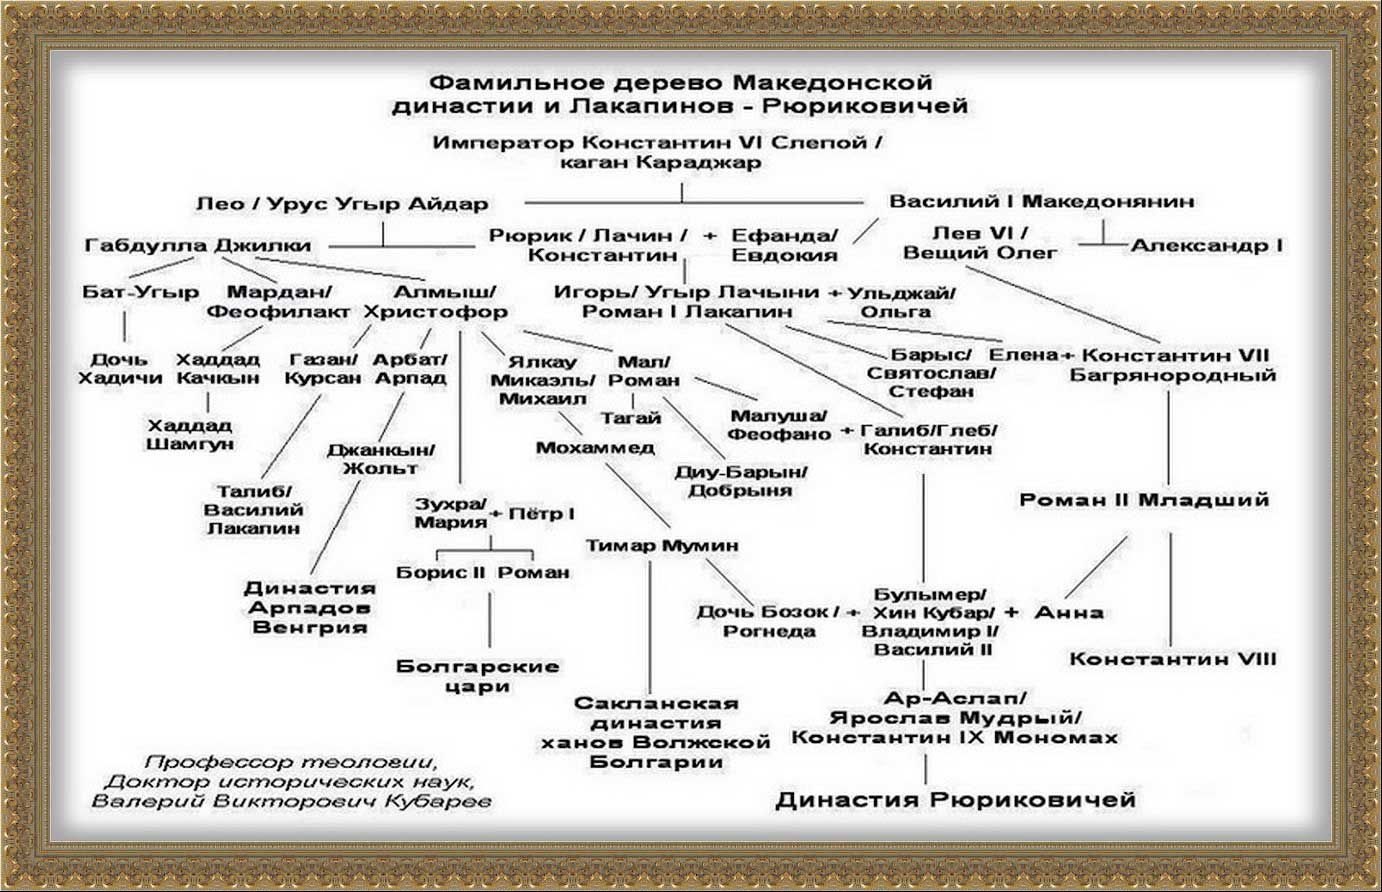 Фамильное дерево Македонской
династии и Лакапинов - Рюриковичей
Император Константин VI Слепой /
каган Караджар
Лео / Урус Угыр Айдар
Василий I Македонянин
Габдулла Джилки
Рюрик / Лачин /
Константин
+ Ефанда/
Евдокия
Лев VI /
Вещий Олег
Александр I
Бат-Угыр
Мардан/
Феофилакт
Алмыш/
Христофор
Игорь/ Угыр Лачыни
Роман I Лакапин
+ Ульджай/
Ольга
Дочь
Хадичи
Хаддад
Качкын
Газан/
Курсан
Арбат/
Арпад
Ялкау
Микаэль/
Михаил
Мал/
Роман
Барыс/
Святослав/
Стефан
Елена +
Константин VII
Багрянородный
Тагай
Хаддад
Шамгун
Малуша/
Феофано
+ Галиб/Глеб/
Константин
Джанкын/
Жольт
Мохаммед
Диу-Барын/
Добрыня
Талиб/
Василий
Лакапин
Зухра/
Мария
+ Пётр I
Роман II Младший
Тимар Мумин
Борис II Роман
Династия
Арпадов
Венгрия
Дочь Бозок /
Рогнеда
+ Булымер/
Хин Кубар/
Владимир I/
Василий II
+ Анна
Болгарские
цари
Константин VIII
Сакланская
династия
ханов Волжской
Болгарии
Ар-Аслап/
Ярослав Мудрый/
Константин IX Мономах
Профессор теологии,
Доктор исторических наук,
Валерий Викторович Кубарев
Династия Рюриковичей